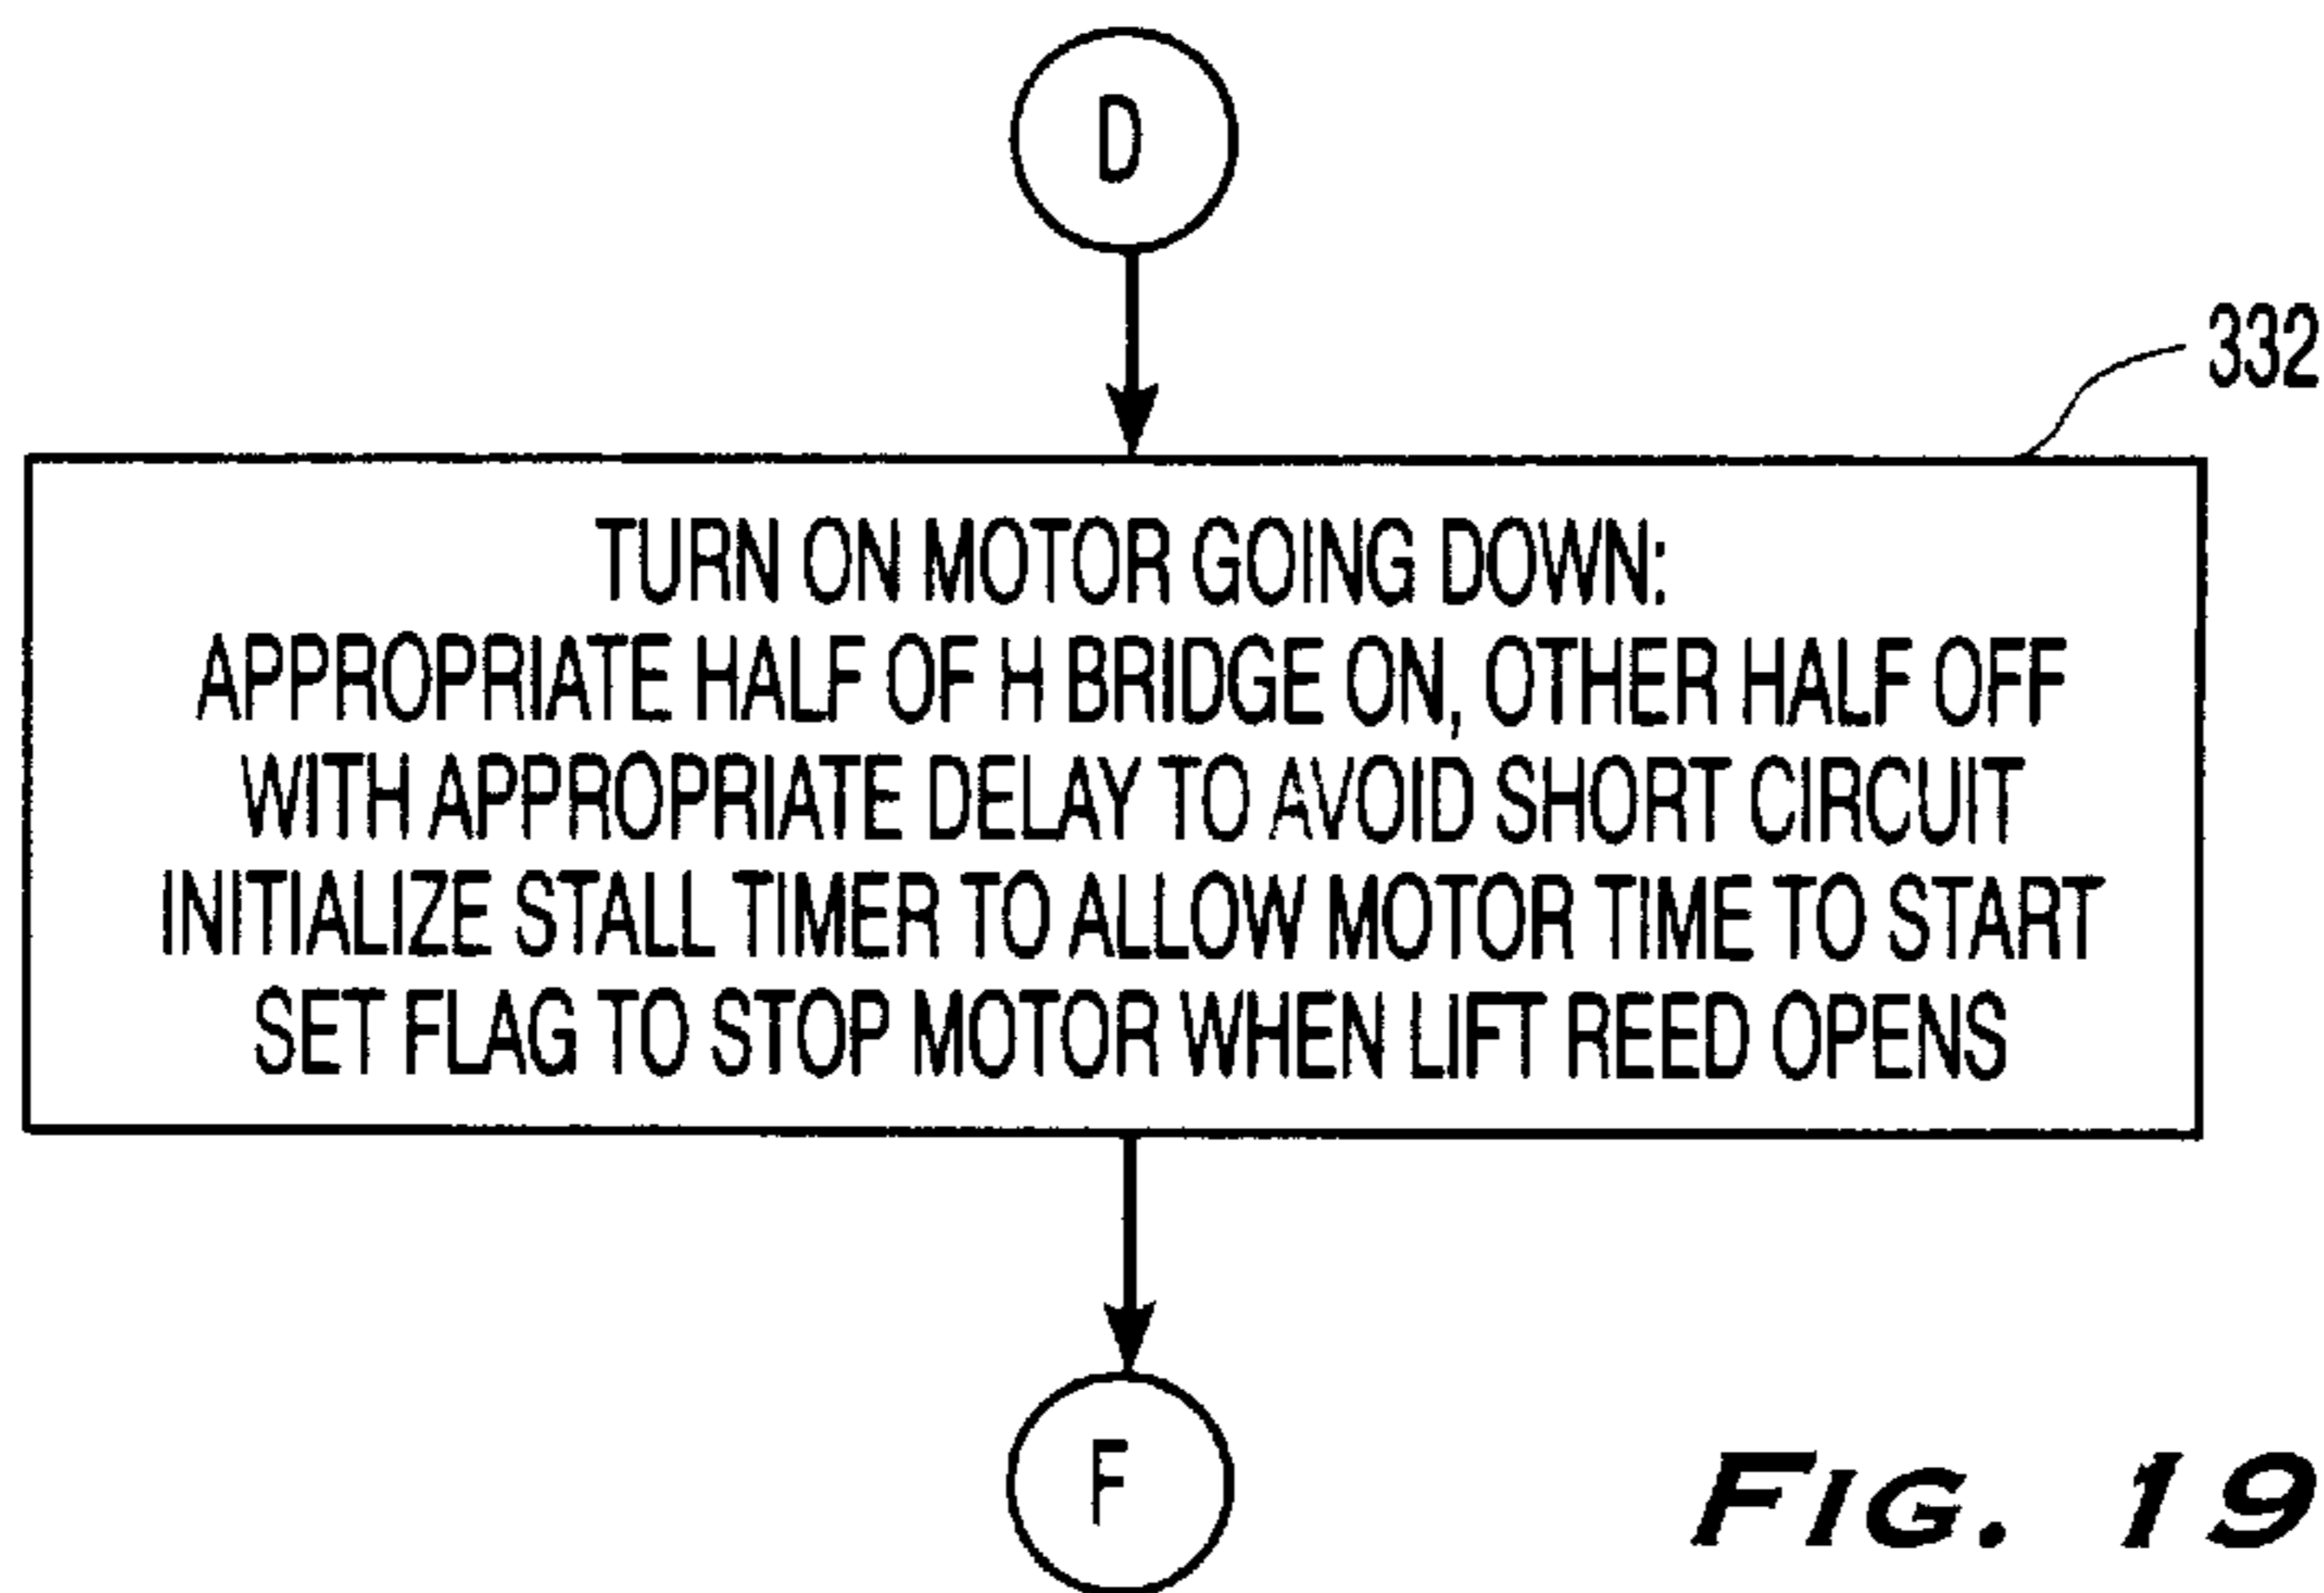 D
332
TURN ON MOTOR GOING DOWN:
APPROPRIATE HALF OF H BRIDGE ON, OTHER HALF OFF
WITH APPROPRIATE DELAY TO AVOID SHORT CIRCUIT
INITIALIZE STALL TIMER TO ALLOW MOTOR TIME TO START
SET FLAG TO STOP MOTOR WHEN LIFT REED OPENS
F
FIG. 19